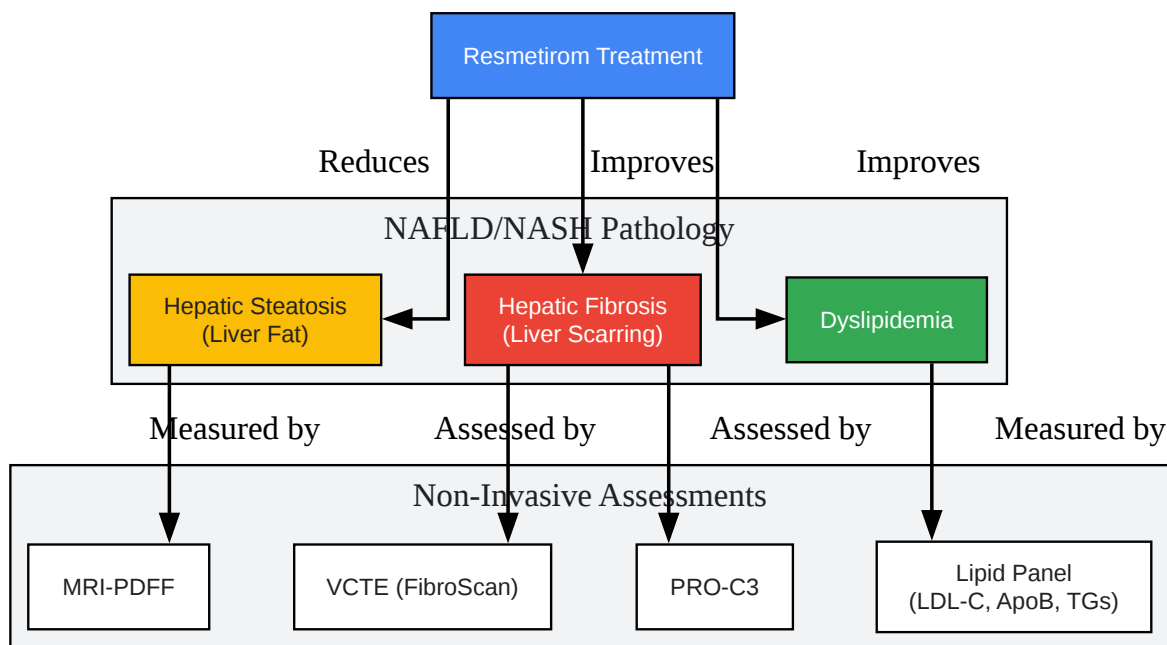 Resmetirom Treatment
Reduces
Improves
Improves
NAFLD/NASH Pathology
Hepatic Steatosis
(Liver Fat)
Hepatic Fibrosis
(Liver Scarring)
Dyslipidemia
Measured by
Assessed by
Assessed by
Measured by
Non-Invasive Assessments
MRI-PDFF
VCTE (FibroScan)
PRO-C3
Lipid Panel
(LDL-C, ApoB, TGs)